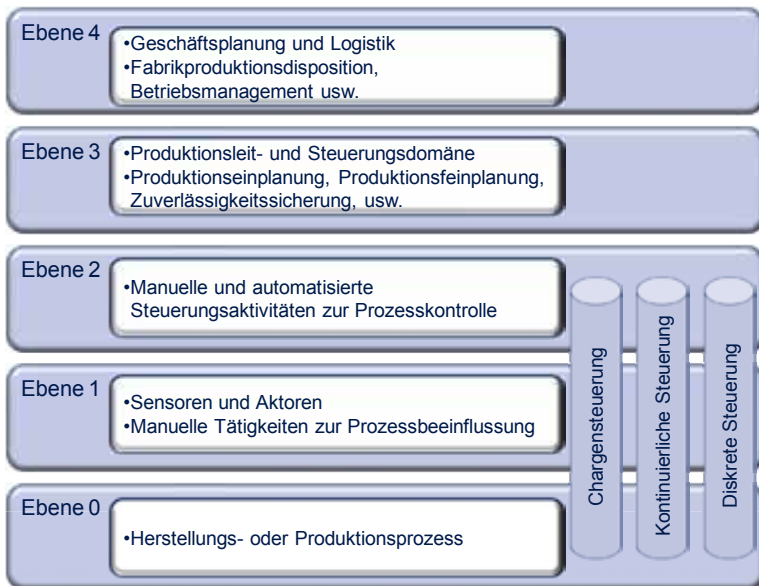 Ebene 4
•Geschäftsplanung und Logistik
•Fabrikproduktionsdisposition,
Betriebsmanagement usw.
Ebene 3
•Produktionsleit- und Steuerungsdomäne
•Produktionseinplanung, Produktionsfeinplanung,
Zuverlässigkeitssicherung, usw.
Ebene 2
•Manuelle und automatisierte
Steuerungsaktivitäten zur Prozesskontrolle
Ebene 1
•Sensoren und Aktoren
•Manuelle Tätigkeiten zur Prozessbeeinflussung
Ebene 0
•Herstellungs- oder Produktionsprozess
Chargensteuerung
Kontinuierliche Steuerung
Diskrete Steuerung